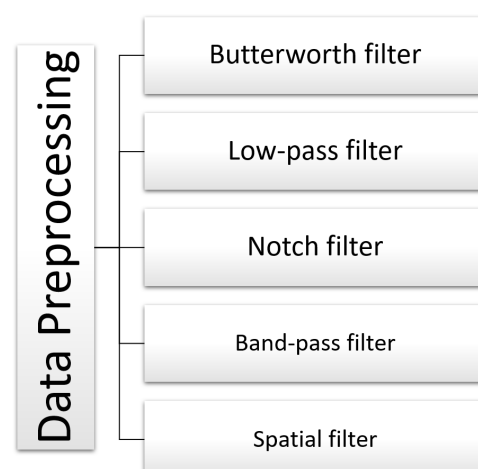 Data Preprocessing
Butterworth filter
Low-pass filter
Notch filter
Band-pass filter
Spatial filter